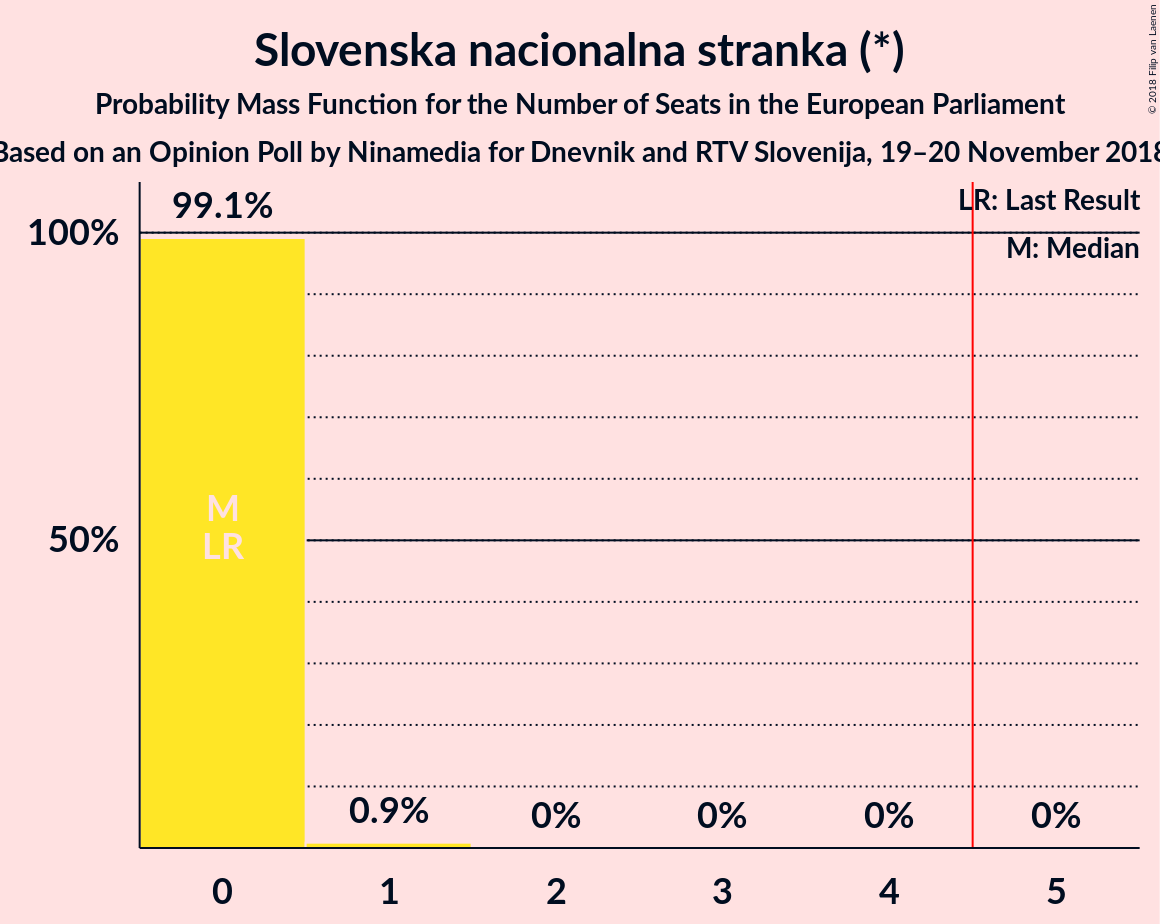 Slovenska nacionalna stranka (*)
Probability Mass Function for the Number of Seats in the European Parliament
Based on an Opinion Poll by Ninamedia for Dnevnik and RTV Slovenija, 19–20 November 2018
© 2018 Filip van Laenen
LR: Last Result
M: Median
99.1%
100%
M
LR
50%
0.9%
0%
0%
0%
0%
0
1
2
3
4
5